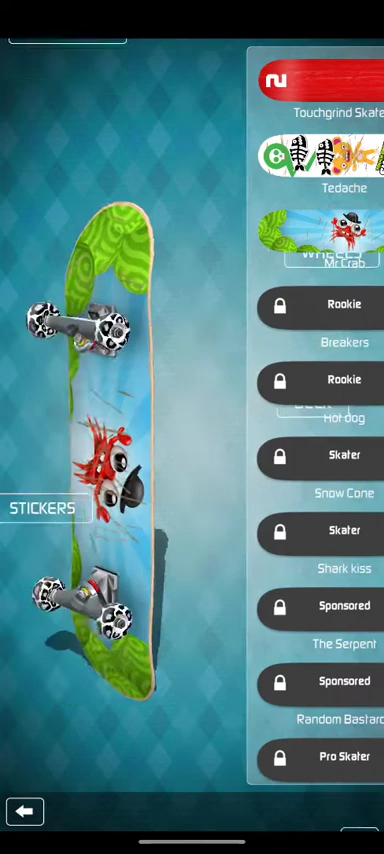 Touchgrind Skate
Tedache
WHEELS
Mr Crab
Rookie
Breakers
Rookie
Hot dog
Skater
Snow Cone
STICKERS
Skater
Shark kiss
Sponsored
The Serpent
Sponsored
Random Bastard
Pro Skater